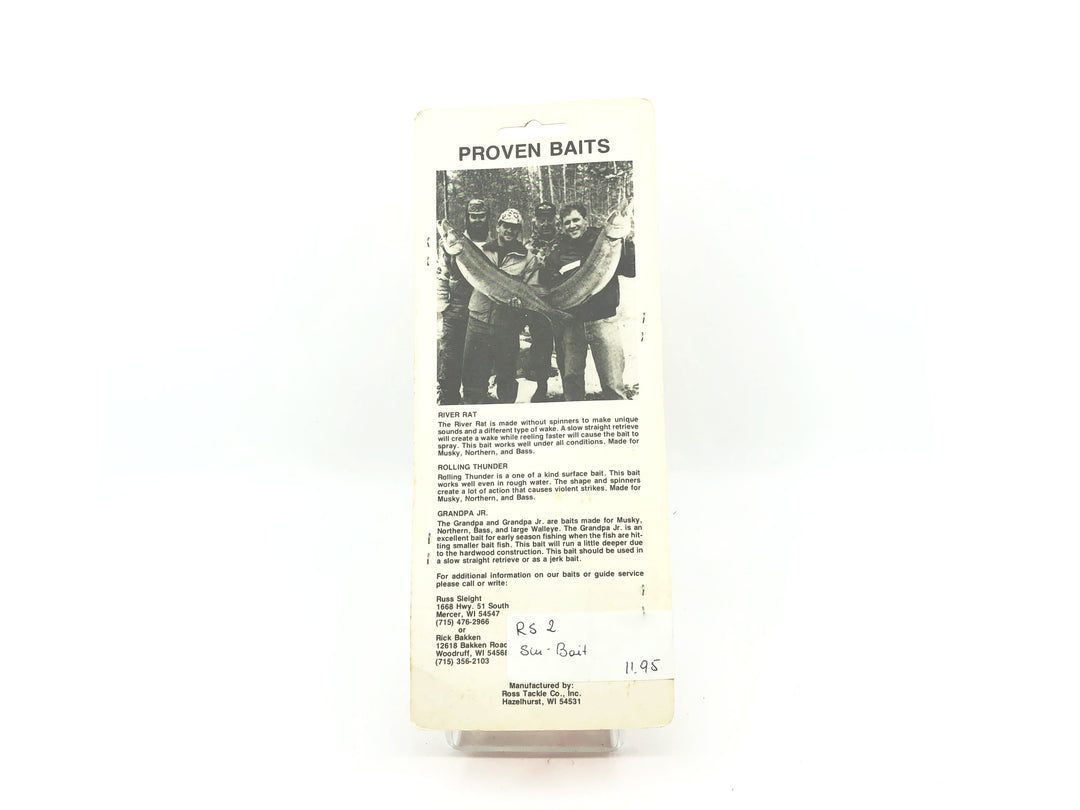 PROVEN BAITS
RIVER RAT
The River Rat is made without spinners to make unique
sounds and a different type of wake. A slow straight retrieve
will create a wake while reeling faster will cause the bait to
spray. This bait works well under all conditions. Made for
Musky, Northern, and Bass.
ROLLING THUNDER
Rolling Thunder is a one of a kind surface bait. This bait
works well even in rough water. The shape and spinners
create a lot of action that causes violent strikes. Made for
Musky, Northern, and Bass.
GRANDPA JR.
The Grandpa and Grandpa Jr. are baits made for Musky,
Northern, Bass, and large Walleye. The Grandpa Jr. is an
excellent bait for early season fishing when the fish are hit-
ting smaller bait fish. This bait will run a little deeper due
to the hardwood construction. This bait should be used in
a slow straight retrieve or as a jerk bait.
For additional information on our baits or guide service
please call or write:
Russ Sleight
1668 Hwy. 51 South
Mercer, WI 54547
(715) 476-2966
or
Rick Bakken
12618 Bakken Road
Woodruff, WI 54568
(715) 356-2103
RS 2
Bait
11.95
Manufactured by:
Ross Tackle Co., Inc.
Hazelhurst, WI 54531